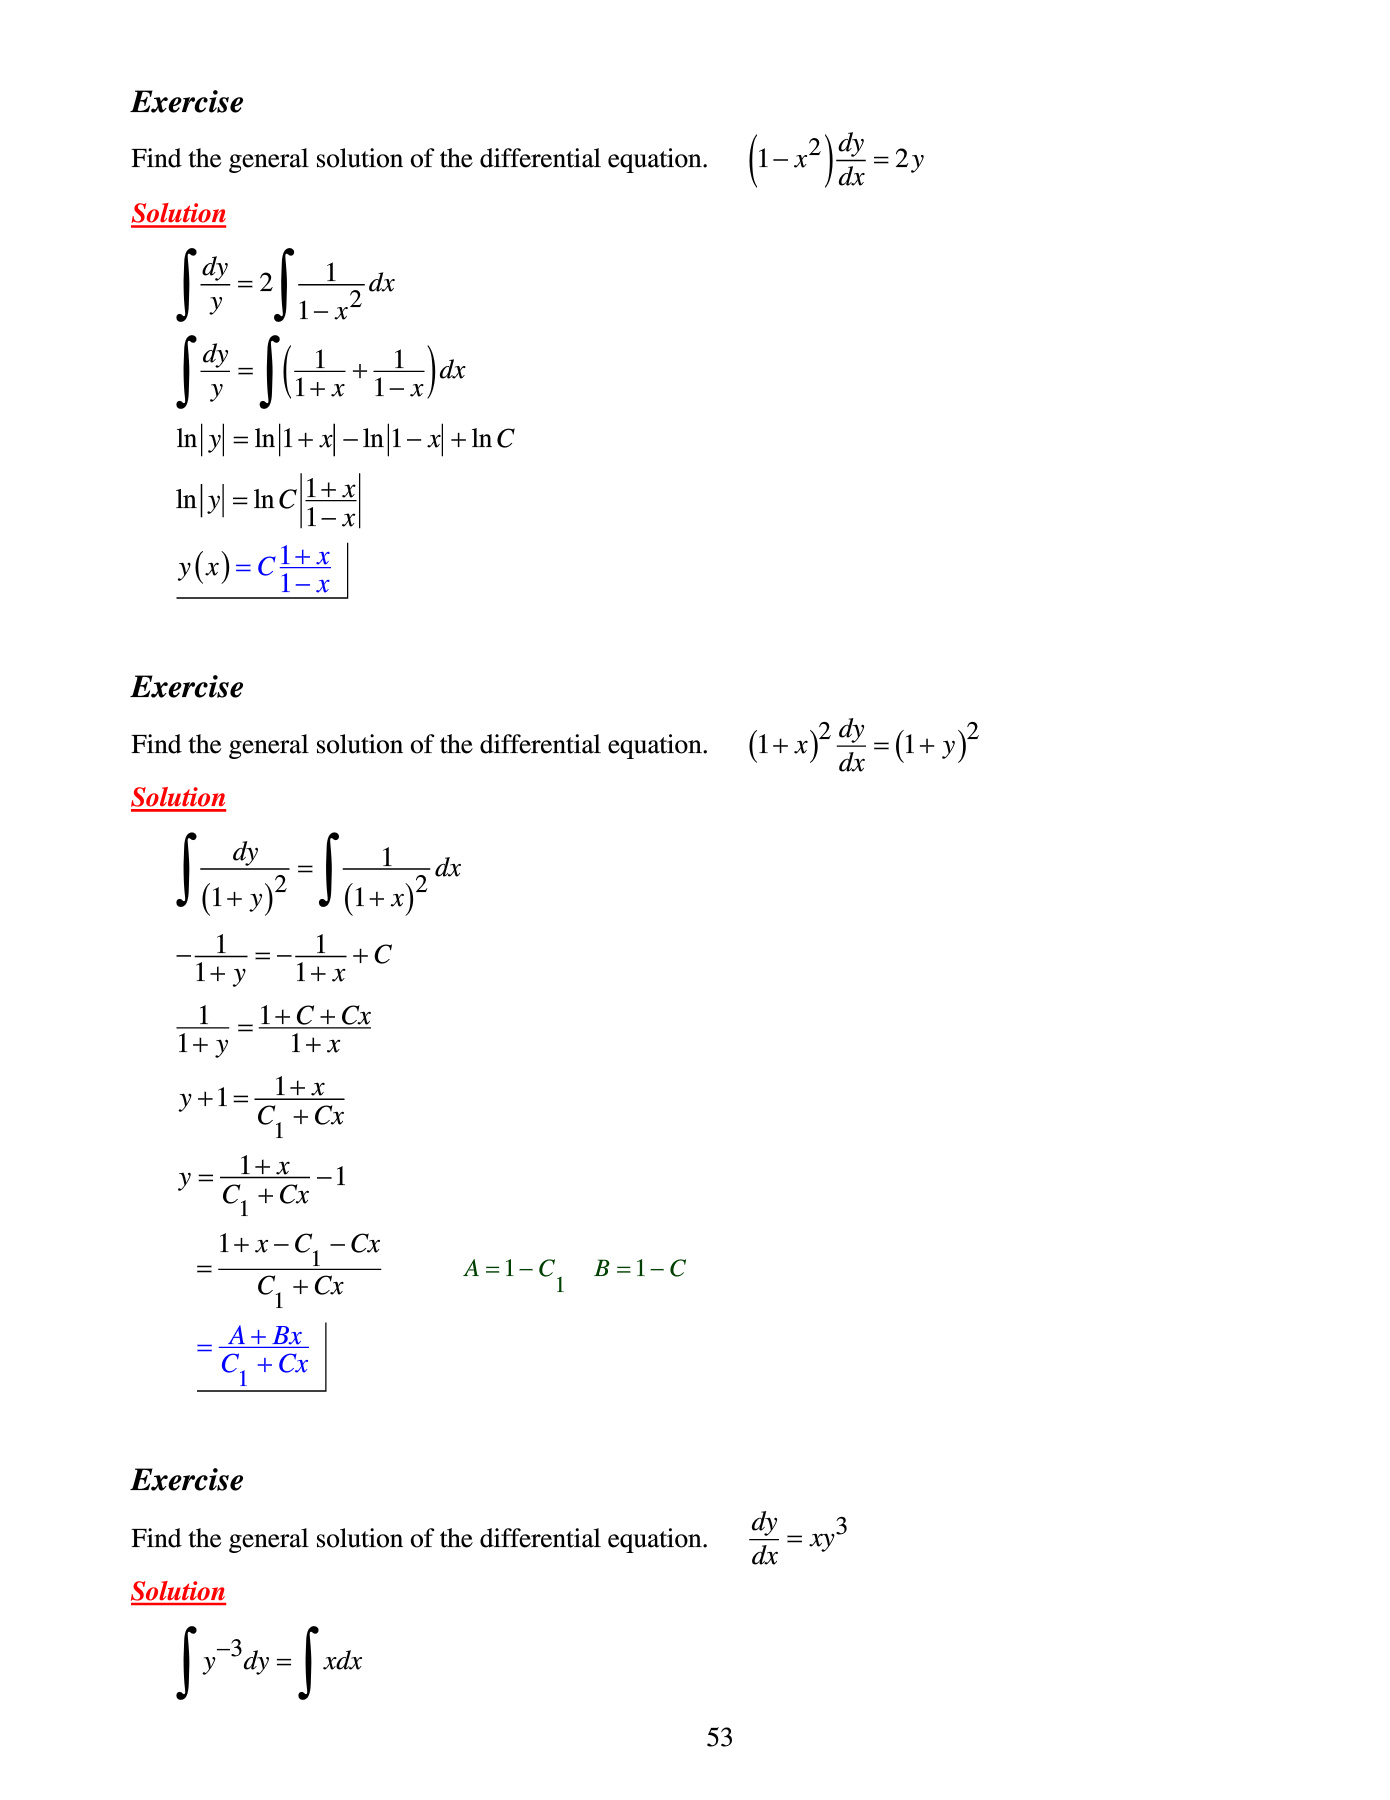 Exercise
Find the general solution of the differential equation. $\left(1-x^2\right)\frac{dy}{dx}=2y$
Solution
$\int \frac{dy}{y}=2\int \frac{1}{1-x^2}dx$
$\int \frac{dy}{y}=\int \left(\frac{1}{1+x}+\frac{1}{1-x}\right)dx$
$\ln|y|=\ln|1+x|-\ln|1-x|+\ln C$
$\ln|y|=\ln C\left|\frac{1+x}{1-x}\right|$
$y(x)=C\frac{1+x}{1-x}$
Exercise
Find the general solution of the differential equation. $(1+x)^2\frac{dy}{dx}=(1+y)^2$
Solution
$\int \frac{dy}{(1+y)^2}=\int \frac{1}{(1+x)^2}dx$
$-\frac{1}{1+y}=-\frac{1}{1+x}+C$
$\frac{1}{1+y}=\frac{1+C+Cx}{1+x}$
$y+1=\frac{1+x}{C_1+Cx}$
$y=\frac{1+x}{C_1+Cx}-1$
$=\frac{1+x-C_1-Cx}{C_1+Cx}$ $A=1-C_1$ $B=1-C$
$=\frac{A+Bx}{C_1+Cx}$
Exercise
Find the general solution of the differential equation. $\frac{dy}{dx}=xy^3$
Solution
$\int y^{-3}dy=\int xdx$
53